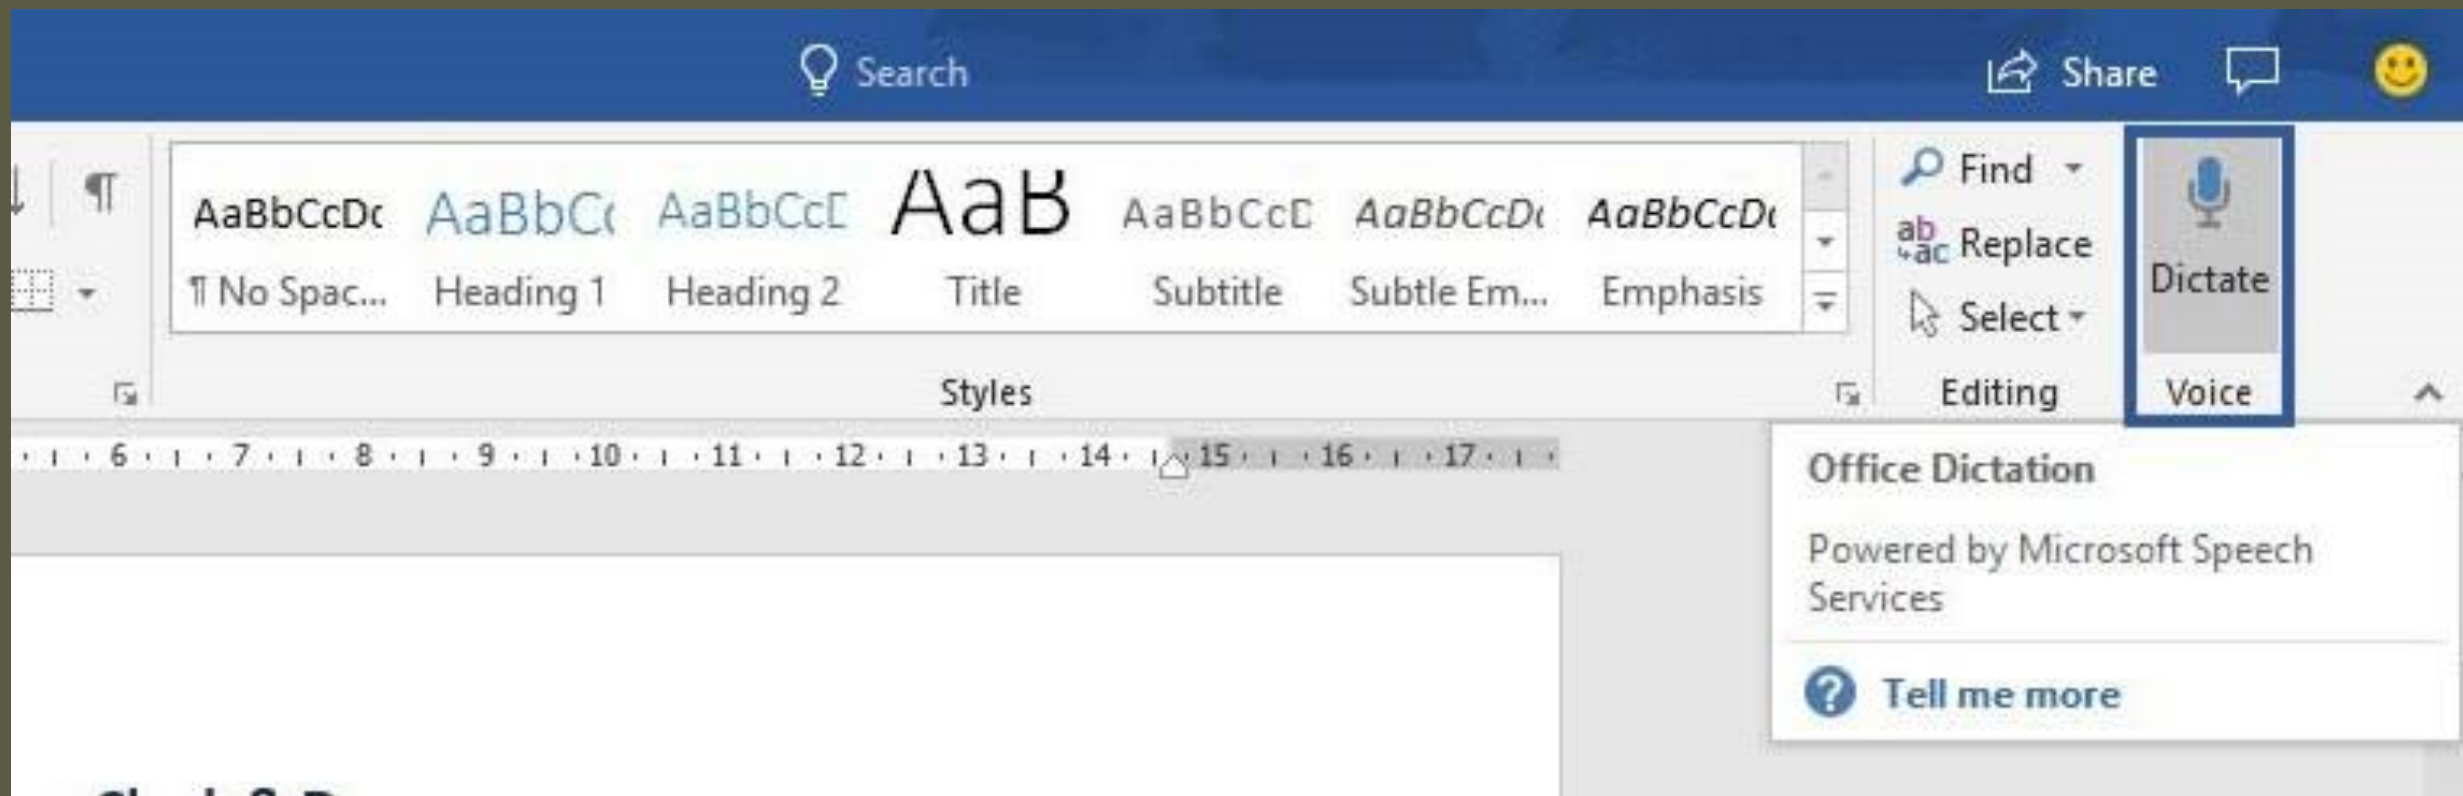 Search
Share
AaBbCcDc AaBbCc AaBbCcD AaB AaBbCcD AaBbCcDc AaBbCcDc
¶ No Spac... Heading 1 Heading 2 Title Subtitle Subtle Em... Emphasis
Styles
Find
Replace
Select
Editing
Dictate
Voice
6 7 8 9 10 11 12 13 14 15 16 17
Office Dictation
Powered by Microsoft Speech
Services
Tell me more